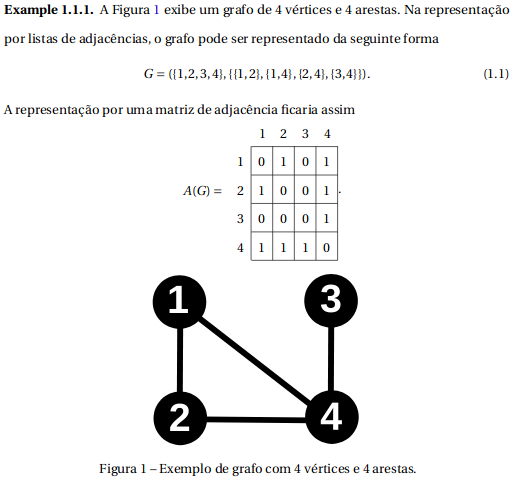 Example 1.1.1. A Figura 1 exibe um grafo de 4 vértices e 4 arestas. Na representação
por listas de adjacências, o grafo pode ser representado da seguinte forma
G = ({1,2,3,4},{{1,2},{1,4},{2,4},{3,4}}). (1.1)
A representação por uma matriz de adjacência ficaria assim
1 2 3 4
1 0 1 0 1
A(G) = 2 1 0 0 1 .
3 0 0 0 1
4 1 1 1 0
1 3
2 4
Figura 1 – Exemplo de grafo com 4 vértices e 4 arestas.